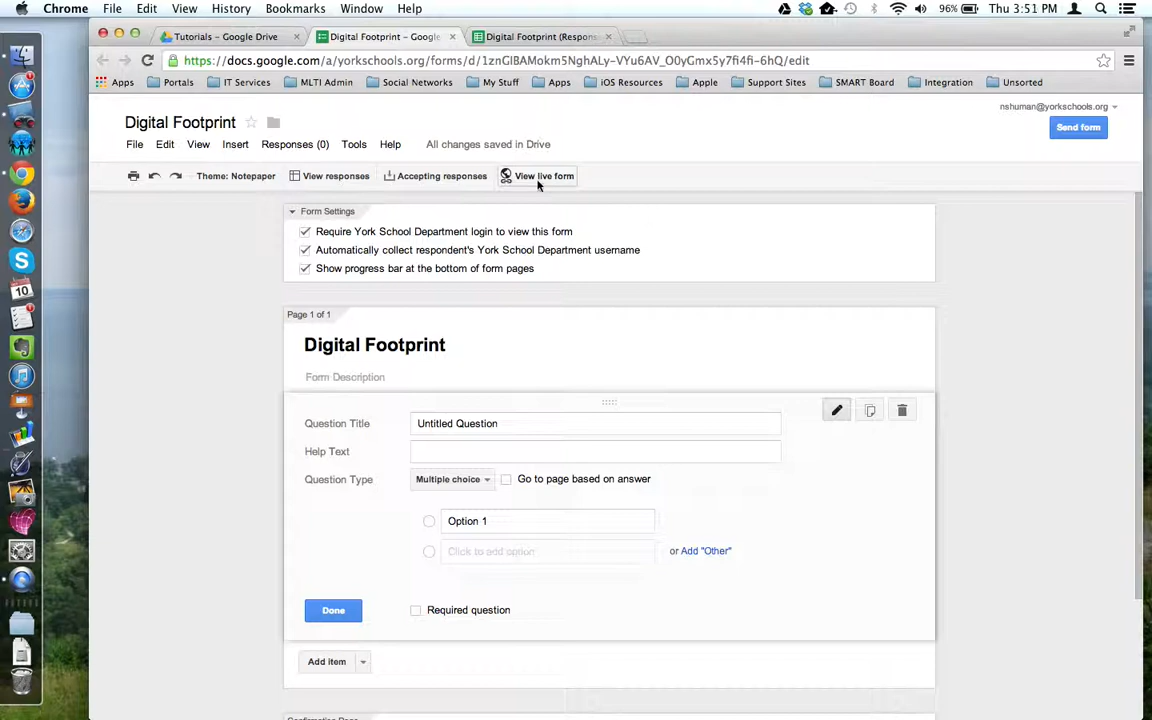 Chrome File Edit View History Bookmarks Window Help 96% Thu 3:51 PM
Tutorials – Google Drive × Digital Footprint – Google × Digital Footprint (Respons ×
https://docs.google.com/a/yorkschools.org/forms/d/1znGlBAMokm5NghALy-VYu6AV_O0yGmx5y7fi4fi-6hQ/edit
Apps Portals IT Services MLTI Admin Social Networks My Stuff Apps iOS Resources Apple Support Sites SMART Board Integration Unsorted
nshuman@yorkschools.org
Digital Footprint
Send form
File Edit View Insert Responses (0) Tools Help All changes saved in Drive
Theme: Notepaper View responses Accepting responses View live form
Form Settings
Require York School Department login to view this form
Automatically collect respondent's York School Department username
Show progress bar at the bottom of form pages
Page 1 of 1
Digital Footprint
Form Description
Question Title Untitled Question
Help Text
Question Type Multiple choice Go to page based on answer
Option 1
Click to add option or Add "Other"
Done Required question
Add item
10